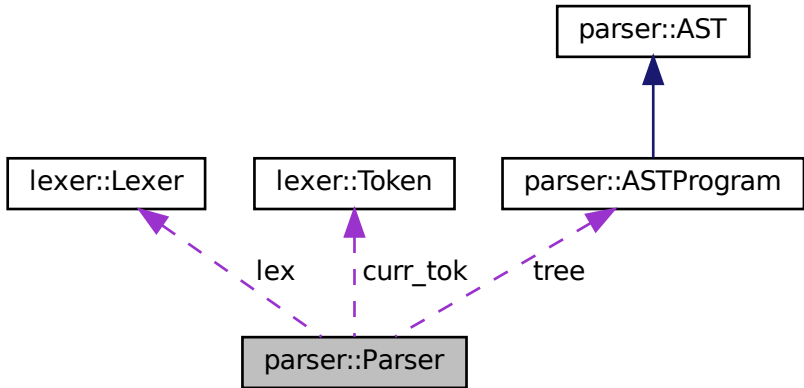 parser::AST
lexer::Lexer
lexer::Token
parser::ASTProgram
lex
curr_tok
tree
parser::Parser